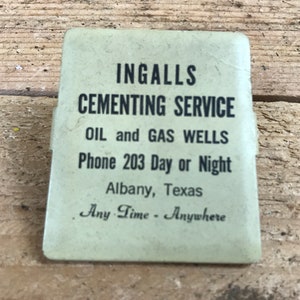 INGALLS
CEMENTING SERVICE
OIL and GAS WELLS
Phone 203 Day or Night
Albany, Texas
Any Time - Anywhere